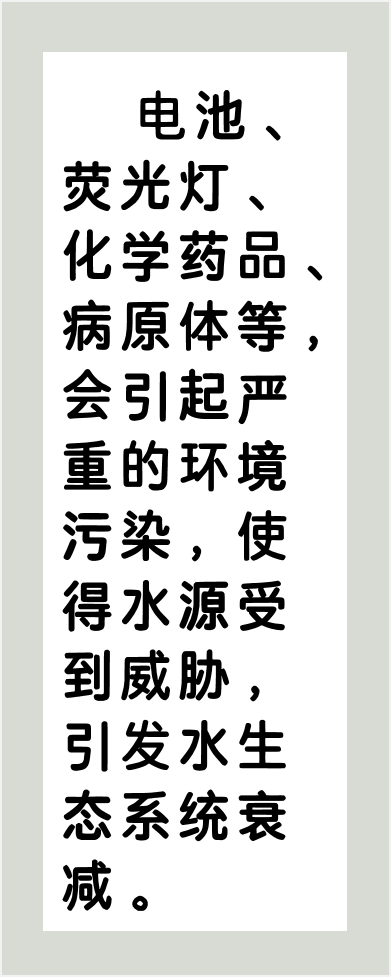 电池、
荧光灯、
化学药品、
病原体等，
会引起严
重的环境
污染，使
得水源受
到威胁，
引发水生
态系统衰
减。